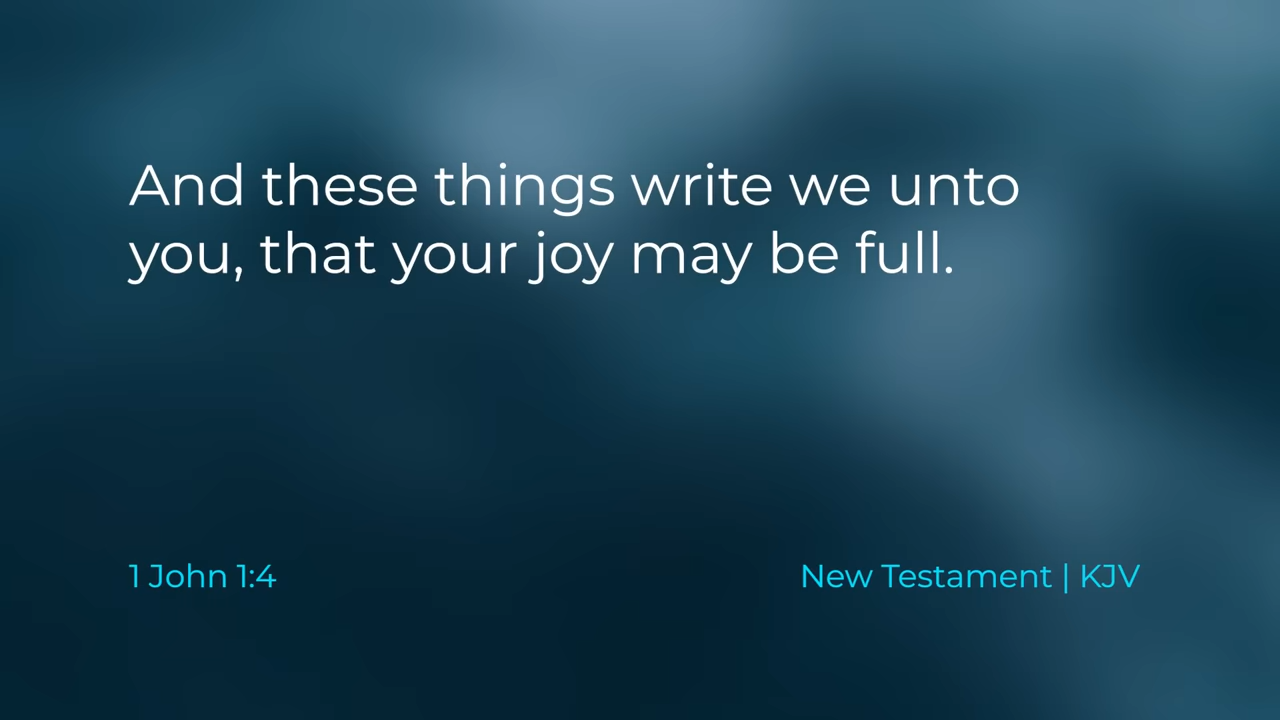 And these things write we unto
you, that your joy may be full.
1 John 1:4
New Testament | KJV